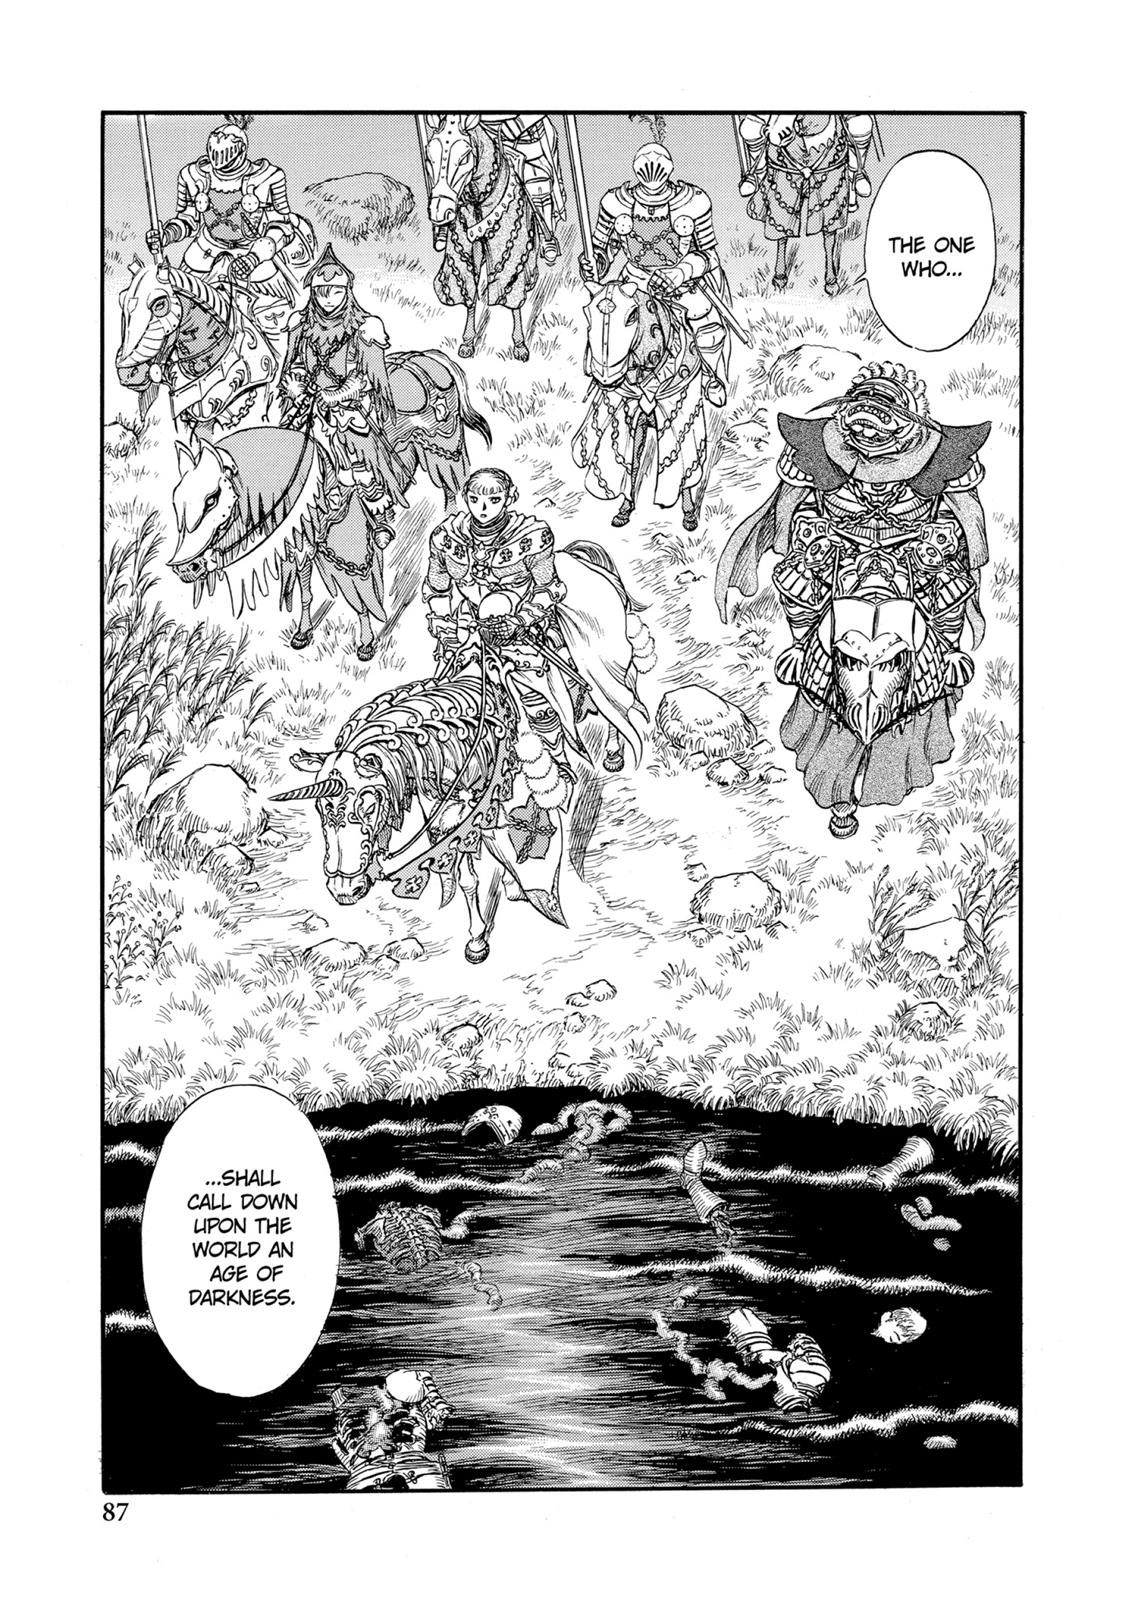 THE ONE
WHO...
...SHALL
CALL DOWN
UPON THE
WORLD AN
AGE OF
DARKNESS.
87